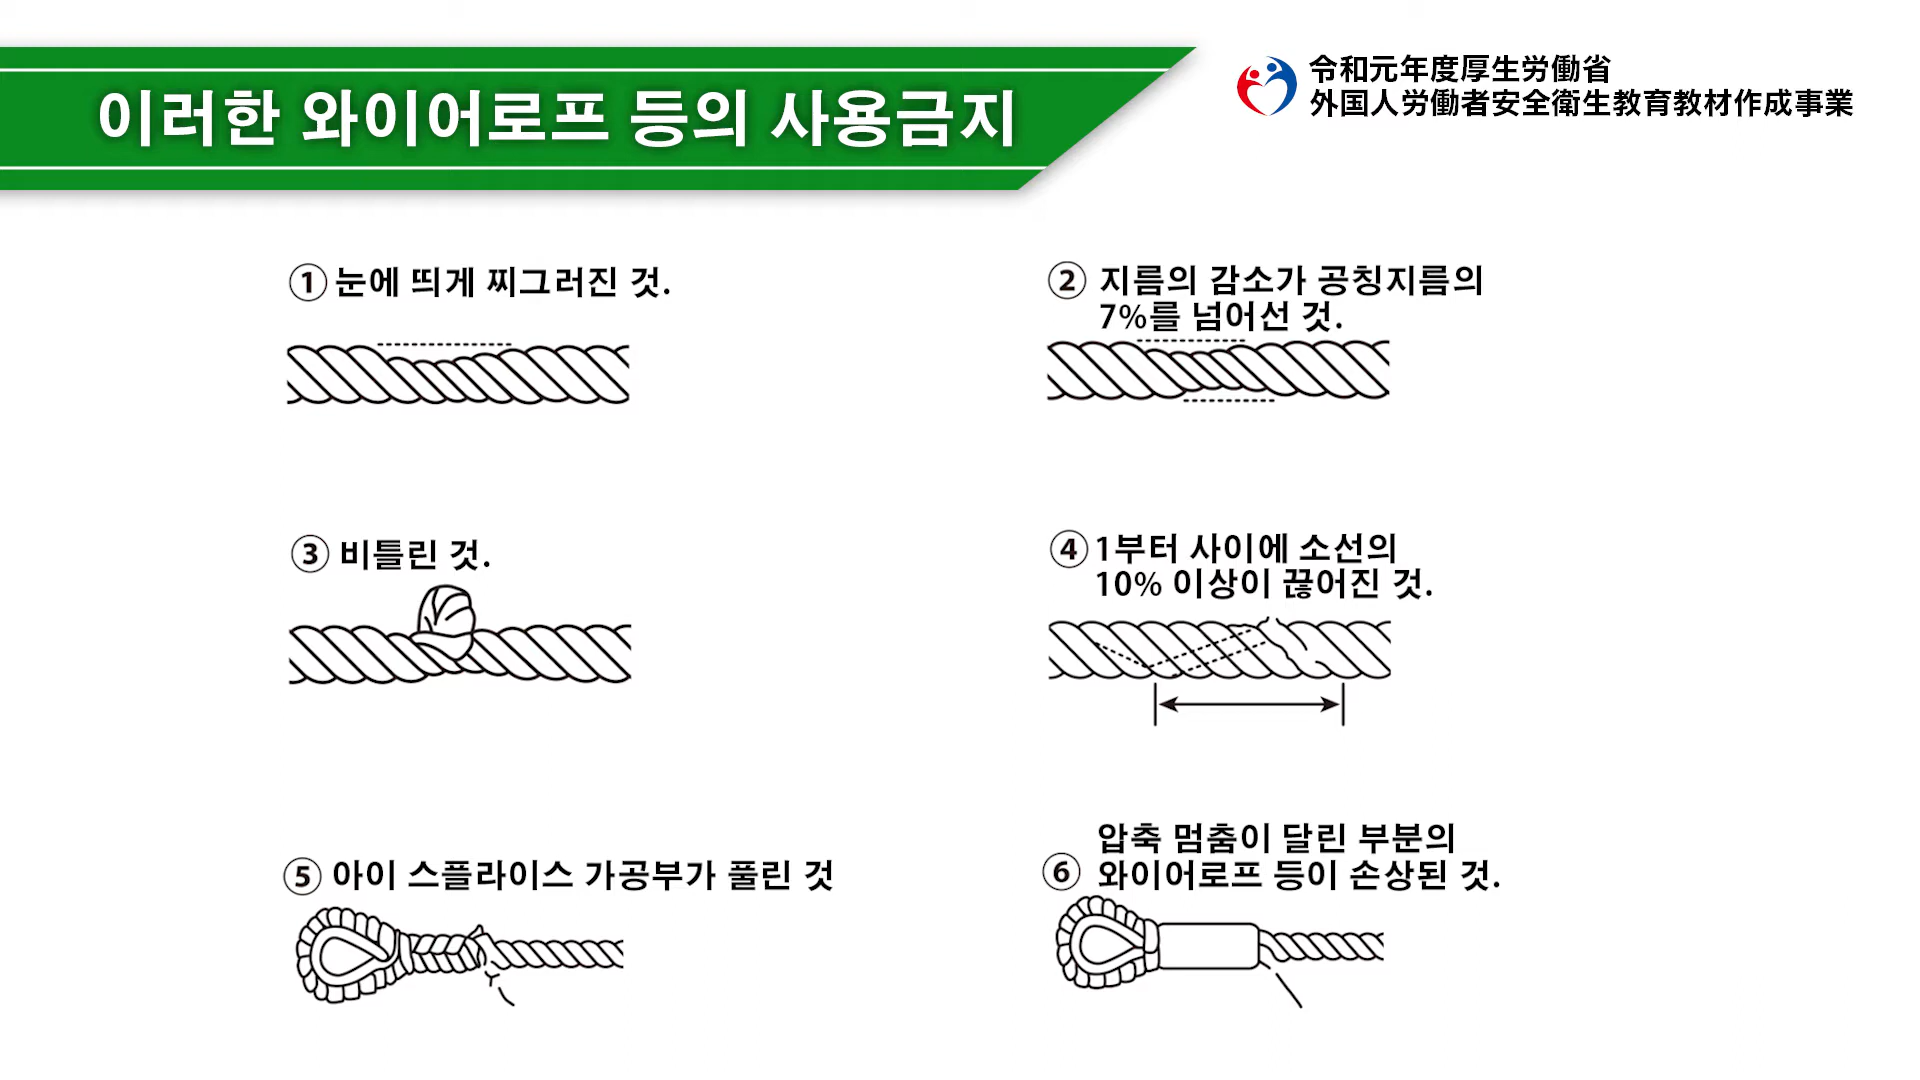 이러한 와이어로프 등의 사용금지
令和元年度厚生労働省
外国人労働者安全衛生教育教材作成事業
① 눈에 띄게 찌그러진 것.
② 지름의 감소가 공칭지름의
7%를 넘어선 것.
③ 비틀린 것.
④ 1부터 사이에 소선의
10% 이상이 끊어진 것.
⑤ 아이 스플라이스 가공부가 풀린 것
⑥ 압축 멈춤이 달린 부분의
와이어로프 등이 손상된 것.